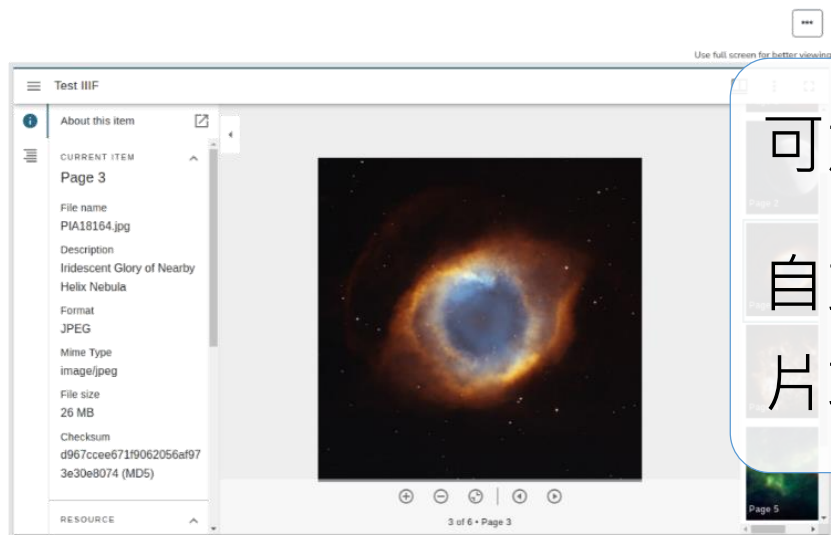 •••
Use full screen for better viewing
Test IIIF
About this item
CURRENT ITEM
Page 3
File name
PIA18164.jpg
Description
Iridescent Glory of Nearby
Helix Nebula
Format
JPEG
Mime Type
image/jpeg
File size
26 MB
Checksum
d967ccee671f9062056af97
3e30e8074 (MD5)
RESOURCE
3 of 6 • Page 3
Page 2
Page 5
可
自
片